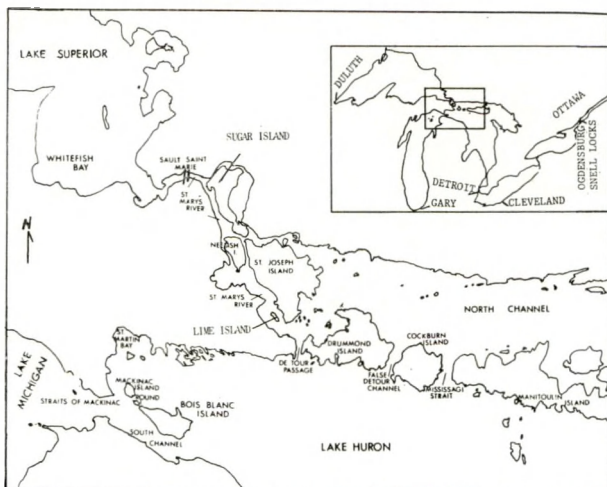 LAKE SUPERIOR
WHITEFISH
BAY
SAULT SAINT
MARIE
SUGAR ISLAND
ST
MARYS
RIVER
N
ST. JOSEPH
ISLAND
ST MARYS
RIVER
LIME ISLAND
NORTH CHANNEL
DRUMMOND
ISLAND
COCKBURN
ISLAND
DE TOUR
PASSAGE
FALSE
DETOUR
CHANNEL
MISSISSAGE
STRAIT
MANITOULIN
ISLAND
ST
MARTIN
BAY
LAKE
MICHIGAN
MACKINAC
ISLAND
ROUND
STRAITS OF MACKINAC
BOIS BLANC
ISLAND
SOUTH
CHANNEL
LAKE HURON
DULUTH
OTTAWA
OGDENSBURG
SNELL LOCKS
DETROIT
CLEVELAND
GARY